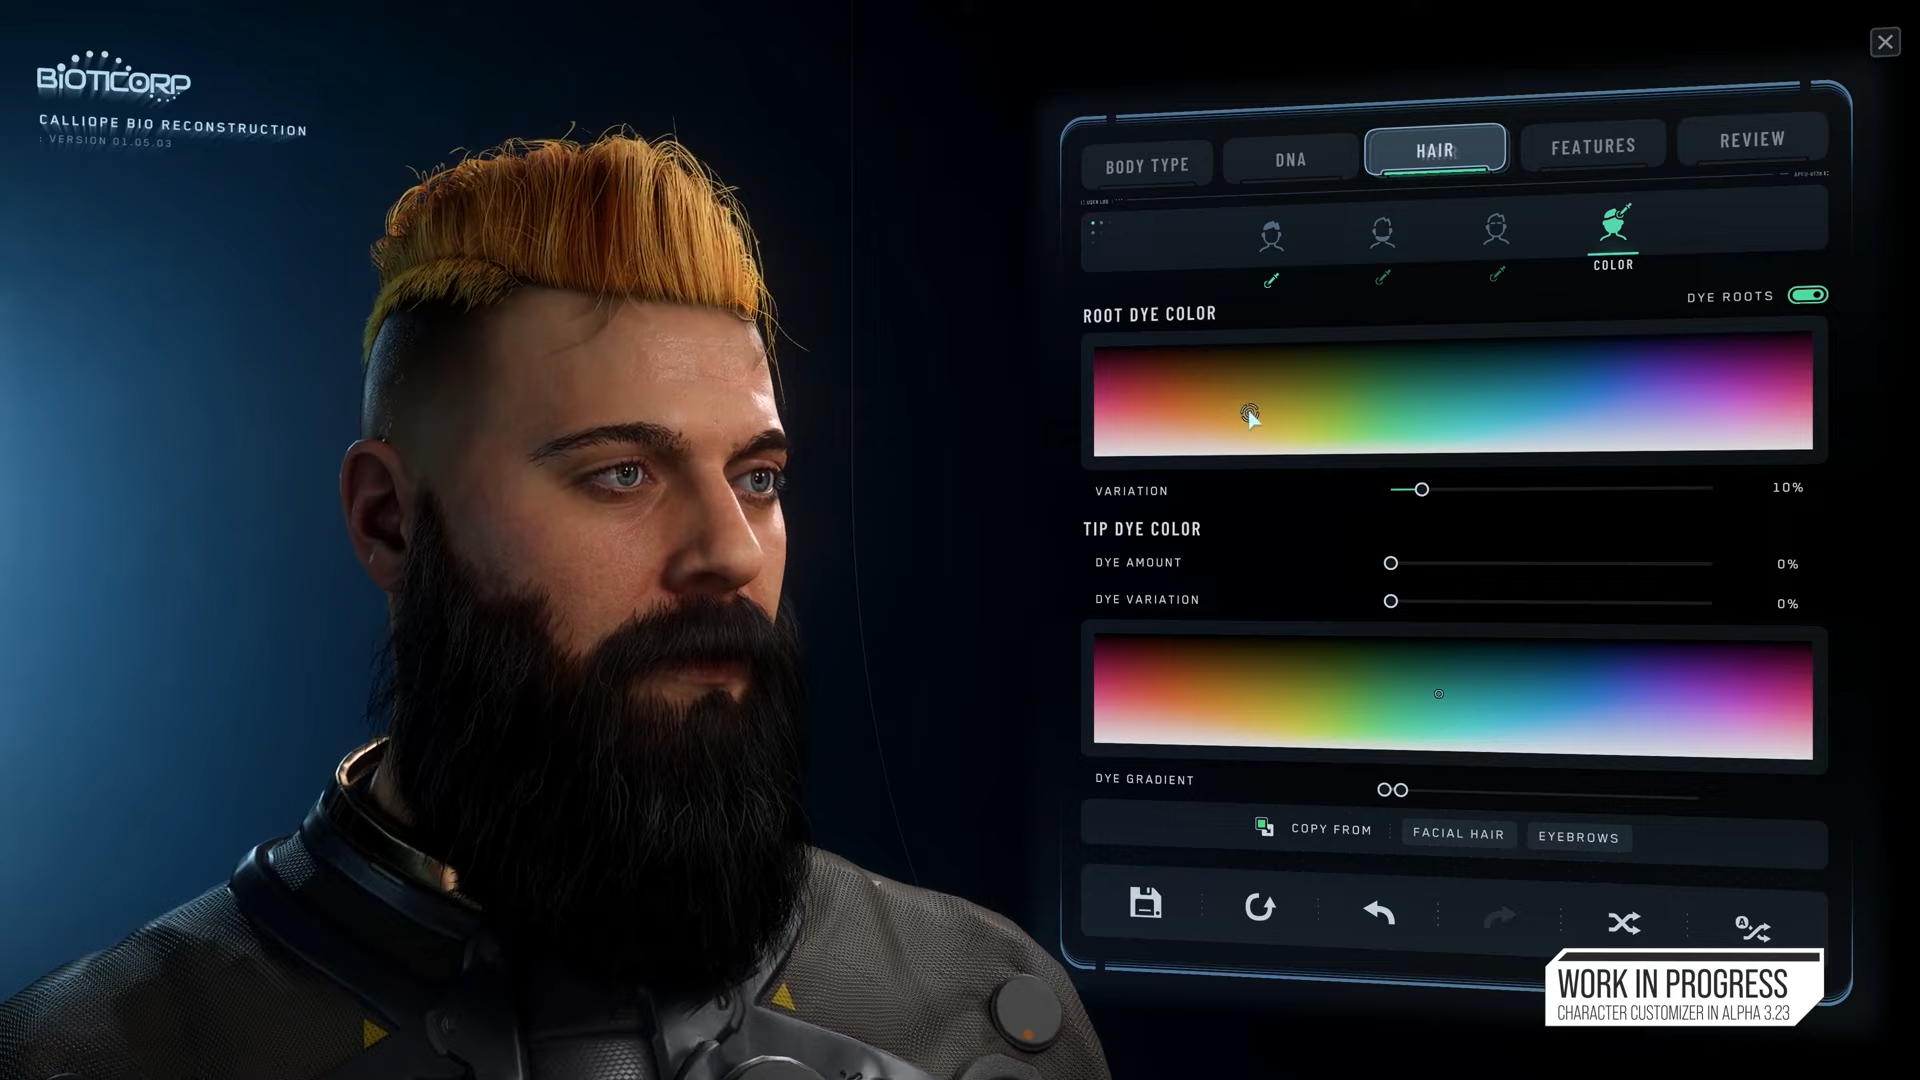 BiOTiCORP
CALLIOPE BIO RECONSTRUCTION
: VERSION 01.05.03
BODY TYPE
DNA
HAIR
FEATURES
REVIEW
COLOR
DYE ROOTS
ROOT DYE COLOR
VARIATION
10%
TIP DYE COLOR
DYE AMOUNT
0%
DYE VARIATION
0%
DYE GRADIENT
COPY FROM
FACIAL HAIR
EYEBROWS
WORK IN PROGRESS
CHARACTER CUSTOMIZER IN ALPHA 3.23